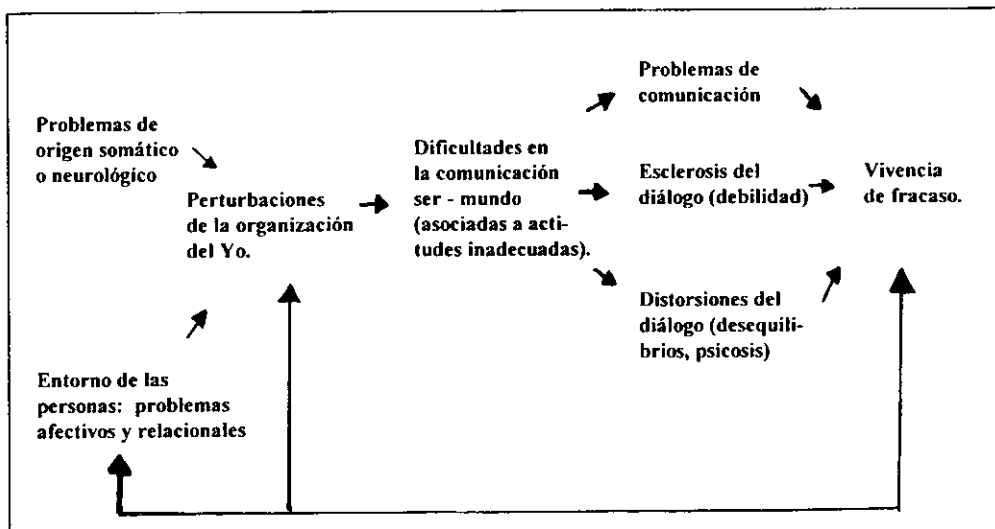 Problemas de
origen somático
o neurológico
Perturbaciones
de la organización
del Yo.
Entorno de las
personas: problemas
afectivos y relacionales
Dificultades en
la comunicación
ser - mundo
(asociadas a acti-
tudes inadecuadas).
Problemas de
comunicación
Esclerosis del
diálogo (debilidad)
Distorsiones del
diálogo (desequili-
brios, psicosis)
Vivencia
de fracaso.